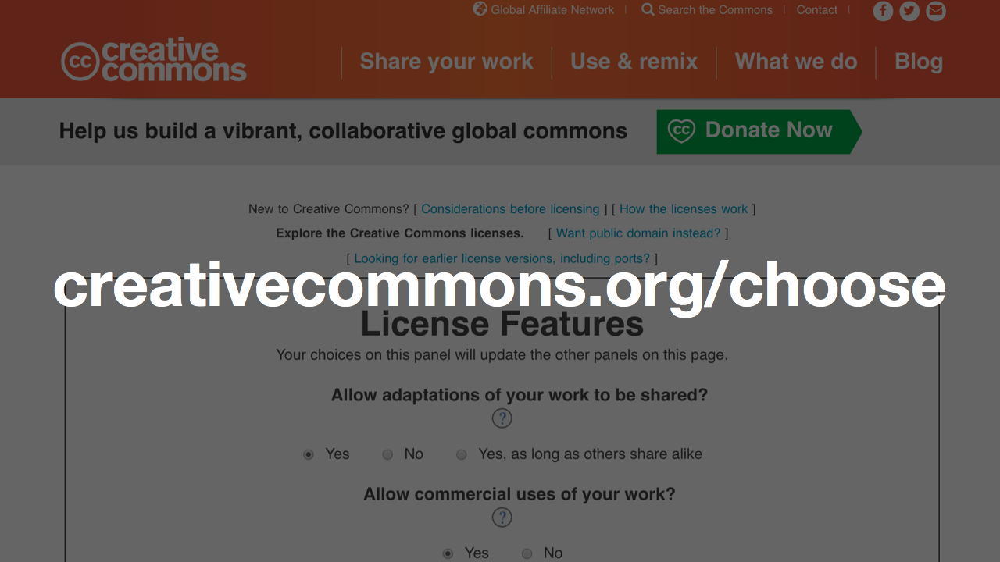 Global Affiliate Network | Search the Commons | Contact |
cc creative commons
Share your work | Use & remix | What we do | Blog
Help us build a vibrant, collaborative global commons
cc Donate Now
New to Creative Commons? [ Considerations before licensing ] [ How the licenses work ]
Explore the Creative Commons licenses. [ Want public domain instead? ]
[ Looking for earlier license versions, including ports? ]
creativecommons.org/choose
License Features
Your choices on this panel will update the other panels on this page.
Allow adaptations of your work to be shared?
?
Yes No Yes, as long as others share alike
Allow commercial uses of your work?
?
Yes No